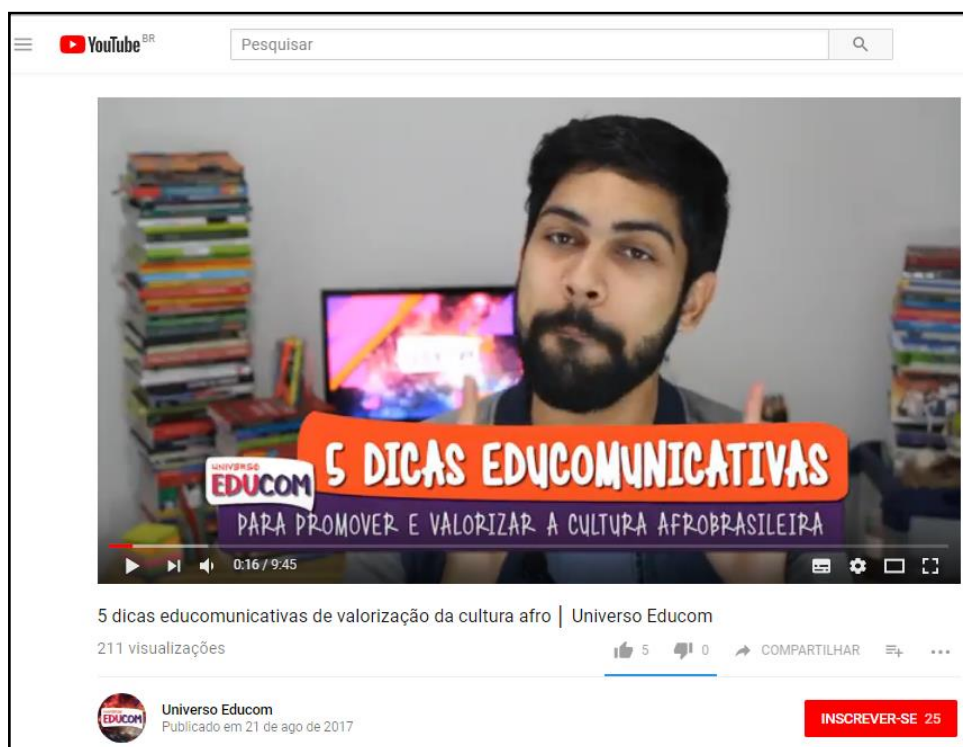 YouTube BR
Pesquisar
UNIVERSO
EDUCOM
5 DICAS EDUCOMUNICATIVAS
PARA PROMOVER E VALORIZAR A CULTURA AFROBRASILEIRA
0:16 / 9:45
5 dicas educomunicativas de valorização da cultura afro | Universo Educom
211 visualizações
5
0
COMPARTILHAR
EDUCOM
Universo Educom
Publicado em 21 de ago de 2017
INSCREVER-SE 25